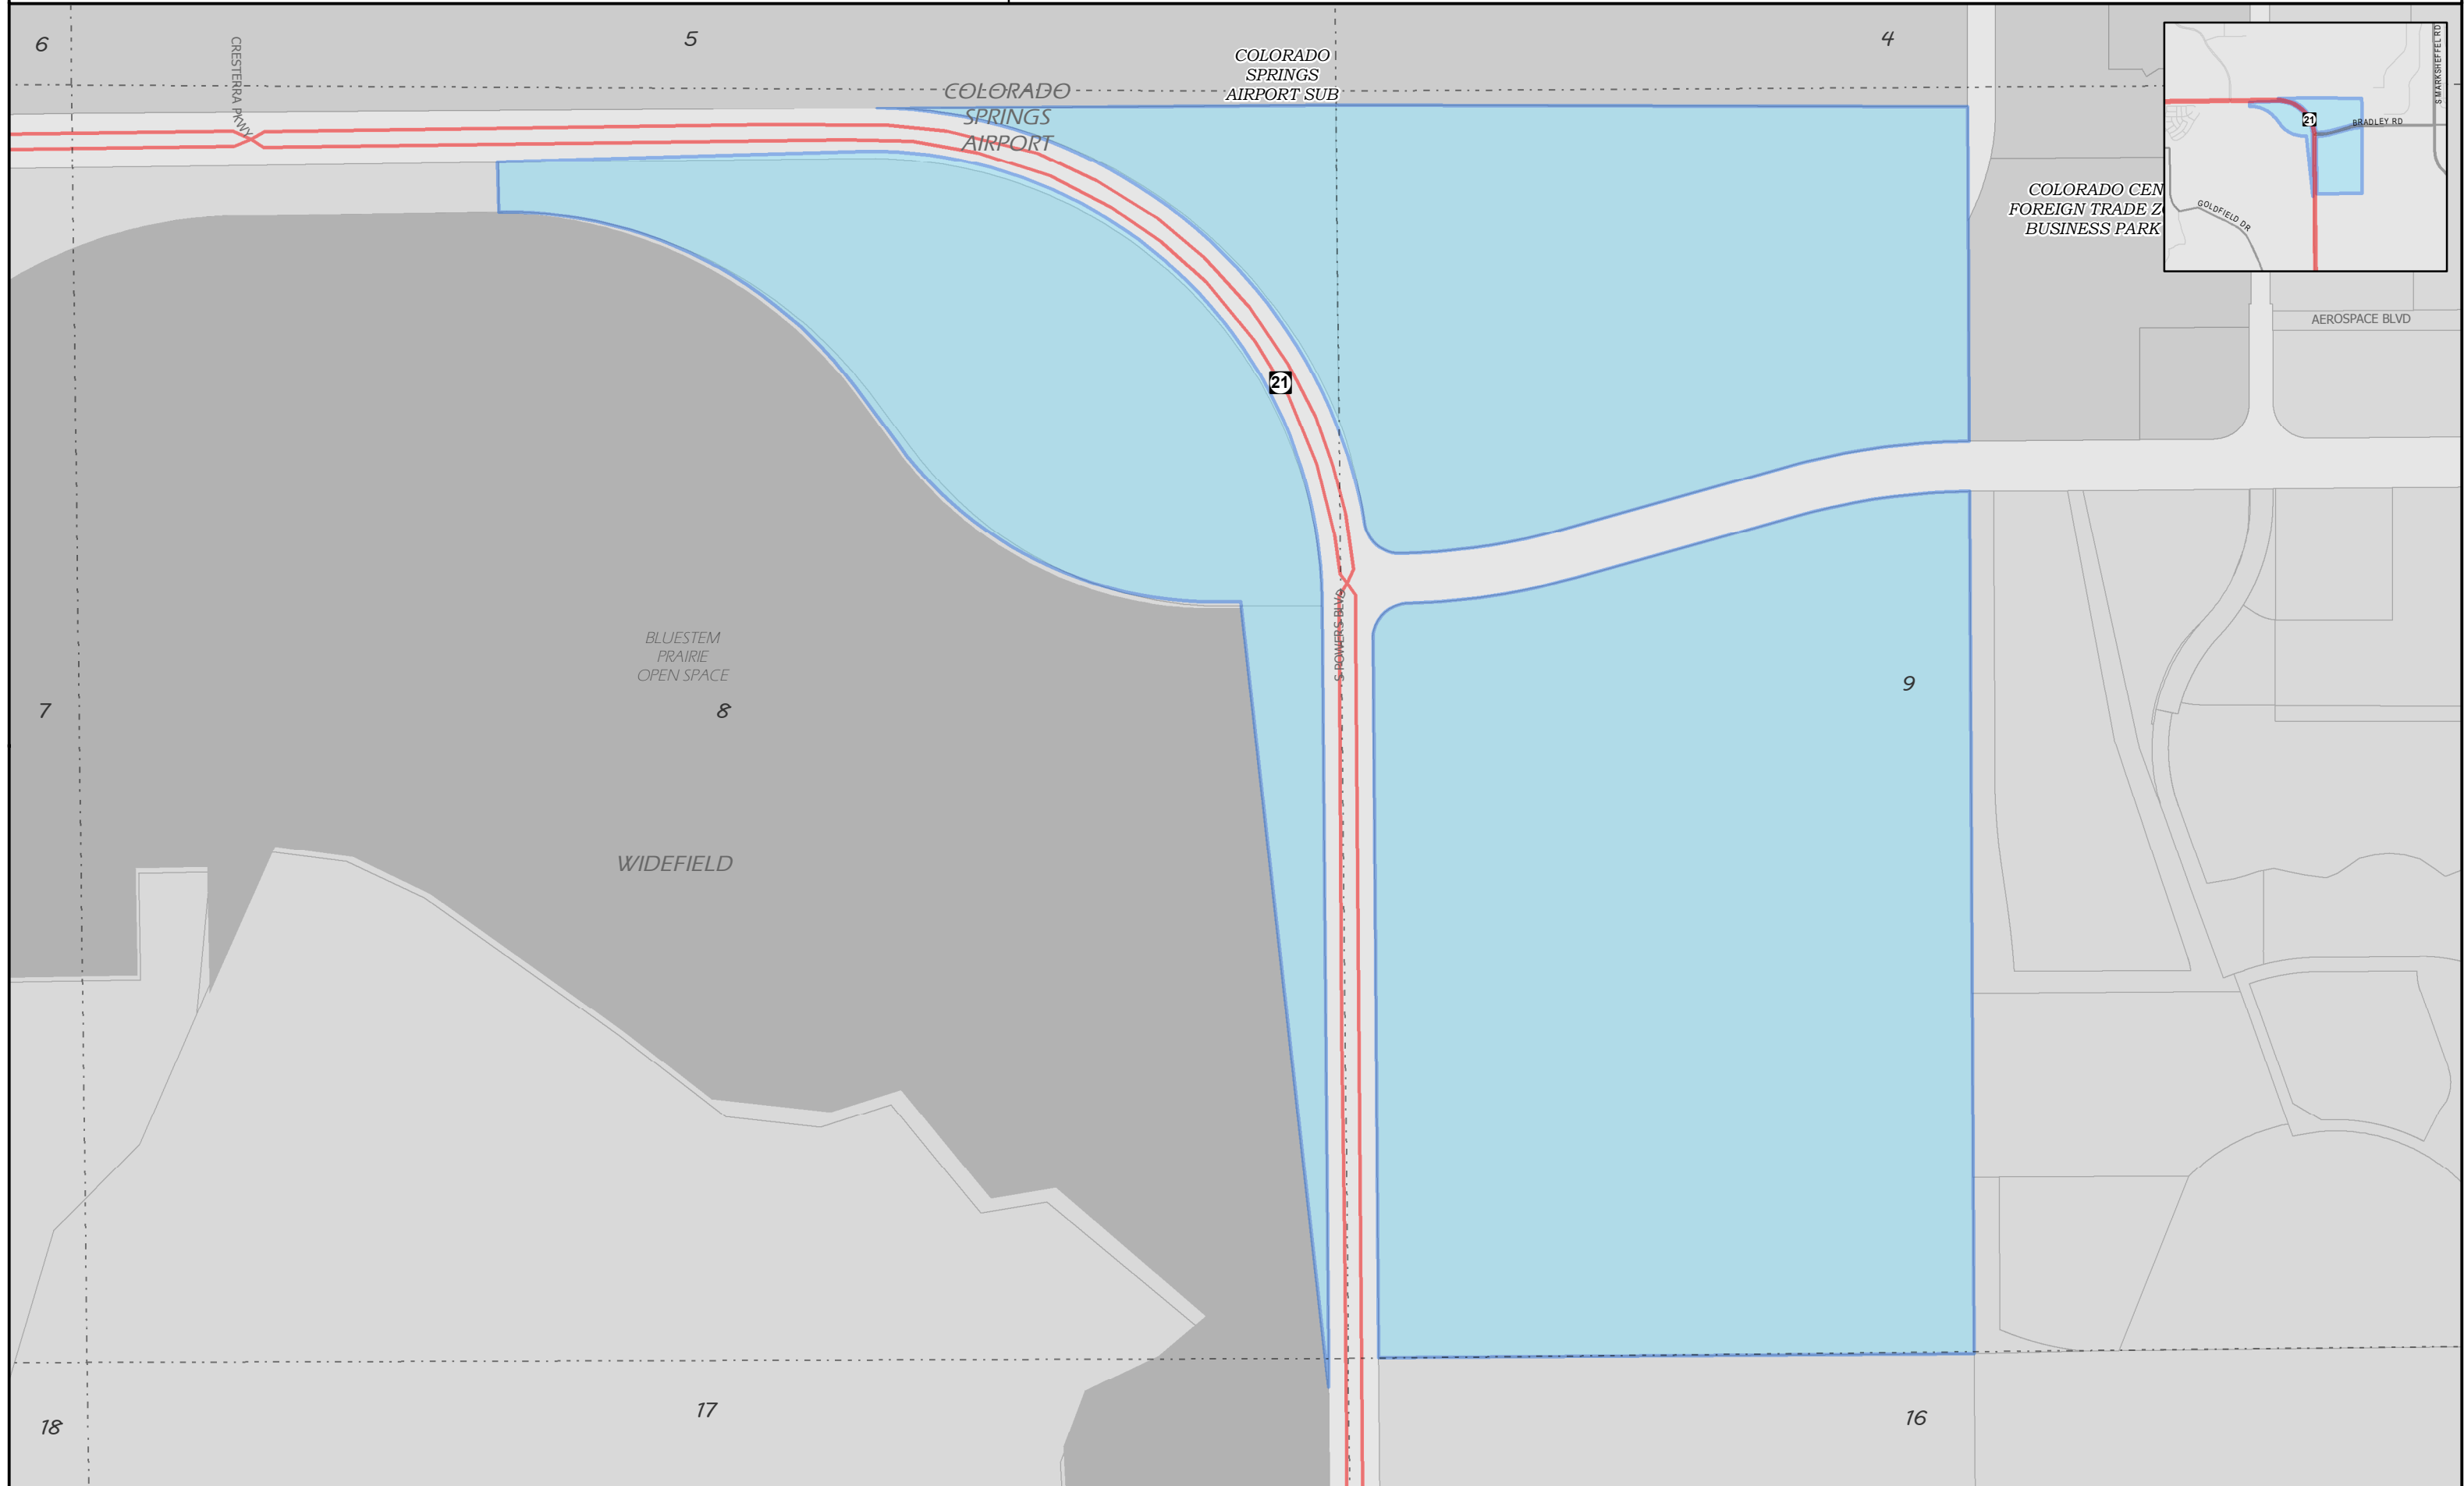 6
5
4
CRESTERRA PKWY
COLORADO
SPRINGS
AIRPORT SUB
COLORADO
SPRINGS
AIRPORT
S MARKSHEFFEL RD
21
BRADLEY RD
GOLDFIELD DR
COLORADO CEN
FOREIGN TRADE Z
BUSINESS PARK
AEROSPACE BLVD
21
S POWERS BLVD
BLUESTEM
PRAIRIE
OPEN SPACE
7
8
9
WIDEFIELD
18
17
16